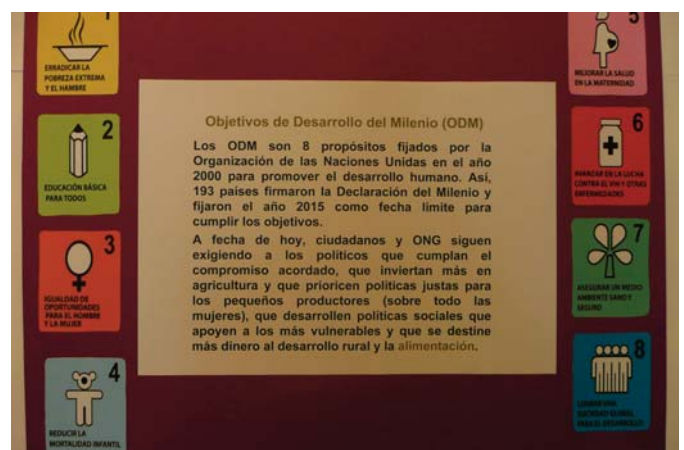 1
ERRADICAR LA
POBREZA EXTREMA
Y EL HAMBRE
2
EDUCACIÓN BÁSICA
PARA TODOS
3
IGUALDAD DE
OPORTUNIDADES
PARA EL HOMBRE
Y LA MUJER
4
REDUCIR LA
MORTALIDAD INFANTIL
Objetivos de Desarrollo del Milenio (ODM)
Los ODM son 8 propósitos fijados por la
Organización de las Naciones Unidas en el año
2000 para promover el desarrollo humano. Así,
193 países firmaron la Declaración del Milenio y
fijaron el año 2015 como fecha límite para
cumplir los objetivos.
A fecha de hoy, ciudadanos y ONG siguen
exigiendo a los políticos que cumplan el
compromiso acordado, que inviertan más en
agricultura y que prioricen políticas justas para
los pequeños productores (sobre todo las
mujeres), que desarrollen políticas sociales que
apoyen a los más vulnerables y que se destine
más dinero al desarrollo rural y la alimentación.
5
MEJORAR LA SALUD
EN LA MATERNIDAD
6
AVANZAR EN LA LUCHA
CONTRA EL VIH Y OTRAS
ENFERMEDADES
7
ASEGURAR UN MEDIO
AMBIENTE SANO Y
SEGURO
8
LOGRAR UNA
SOCIEDAD GLOBAL
PARA EL DESARROLLO